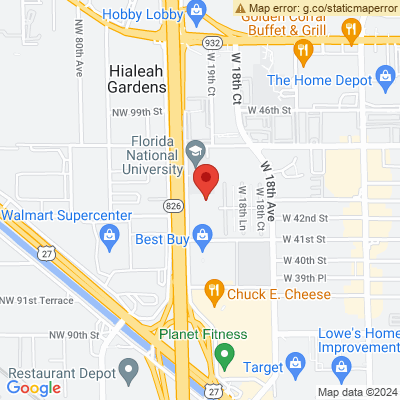 Map error: g.co/staticmaperror
Hobby Lobby
Golden Corral
Buffet & Grill
NW 80th Ave
932
W 19th Ct
W 18th Ct
The Home Depot
Hialeah
Gardens
NW 99th St
W 46th St
Florida
National
University
W 18th Ave
826
W 18th Ln
W 18th Ct
W 42nd St
Walmart Supercenter
27
Best Buy
W 41st St
W 40th St
W 39th Pl
Chuck E. Cheese
NW 91st Terrace
NW 90th St
Planet Fitness
Lowe's Home
Improvement
Restaurant Depot
Target
27
Google
Map data ©2024